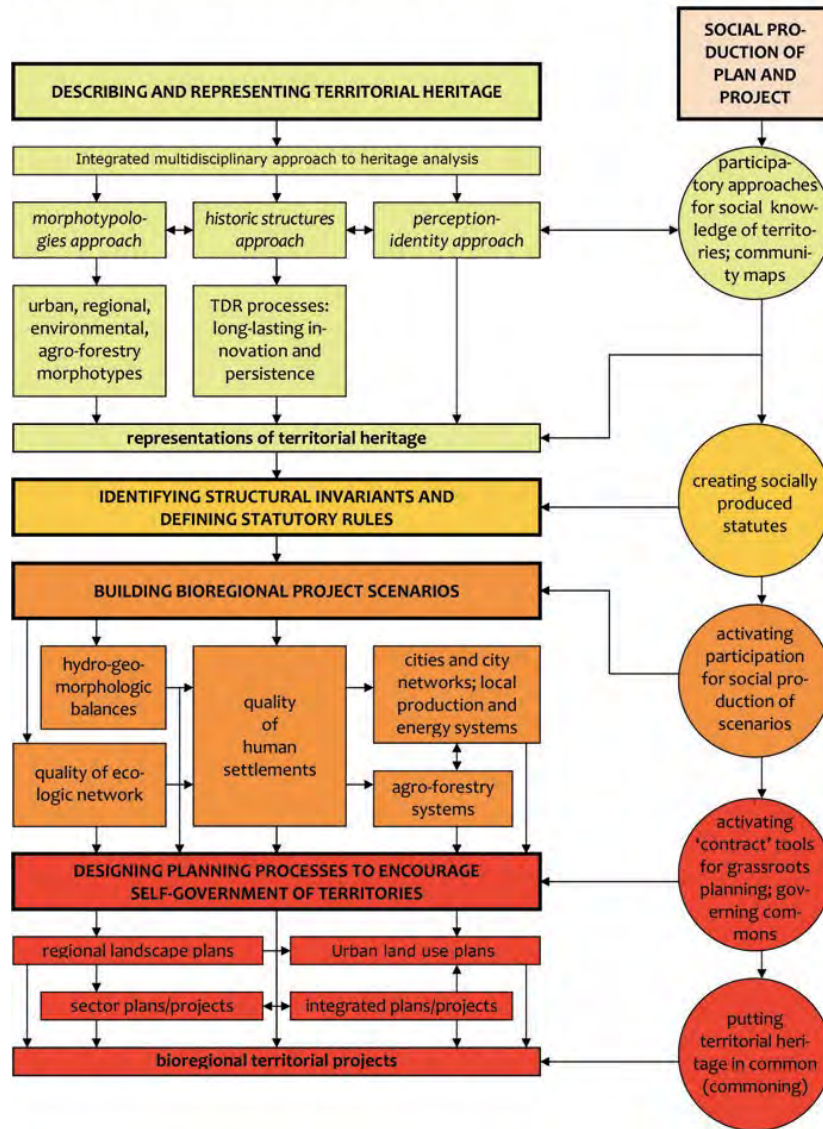 SOCIAL PRO-
DUCTION OF
PLAN AND
PROJECT
DESCRIBING AND REPRESENTING TERRITORIAL HERITAGE
Integrated multidisciplinary approach to heritage analysis
morphotypolo-
gies approach
historic structures
approach
perception-
identity approach
participa-
tory approaches
for social know-
ledge of territo-
ries; communi-
ty maps
urban, regional,
environmental,
agro-forestry
morphotypes
TDR processes:
long-lasting in-
novation and
persistence
representations of territorial heritage
IDENTIFYING STRUCTURAL INVARIANTS AND
DEFINING STATUTORY RULES
creating socially
produced
statutes
BUILDING BIOREGIONAL PROJECT SCENARIOS
activating
participation
for social pro-
duction of
scenarios
hydro-geo-
morphologic
balances
quality of eco-
logic network
quality
of
human
settlements
cities and city
networks; local
production and
energy systems
agro-forestry
systems
DESIGNING PLANNING PROCESSES TO ENCOURAGE
SELF-GOVERNMENT OF TERRITORIES
activating
‘contract’ tools
for grassroots
planning; go-
verning com-
mons
regional landscape plans
Urban land use plans
sector plans/projects
integrated plans/projects
bioregional territorial projects
putting
territorial heri-
tage in common
(commoning)